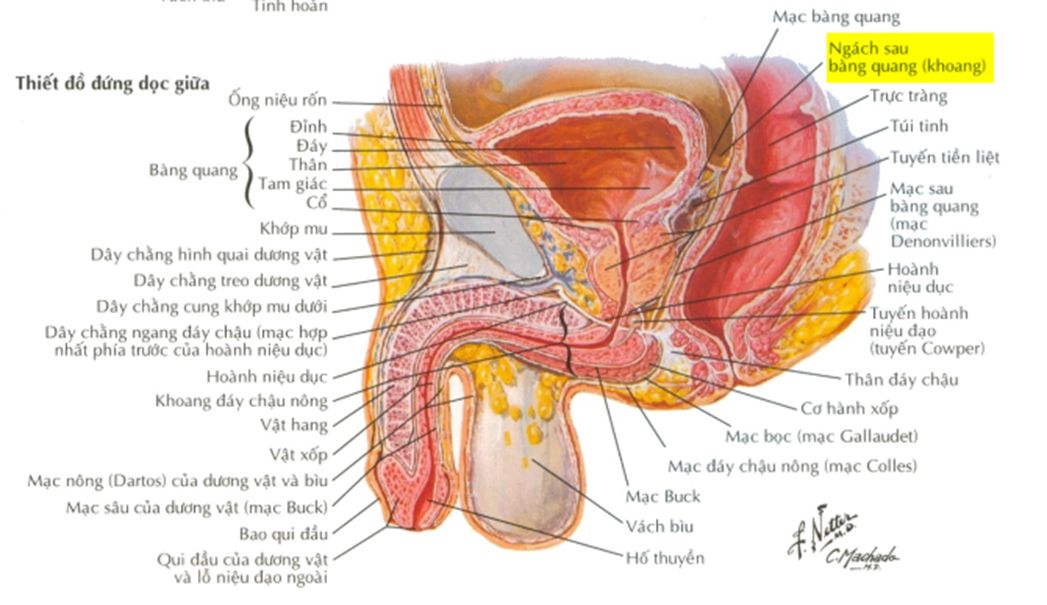 Tinh hoàn
Thiết đồ đứng dọc giữa
Ống niệu rốn
Bàng quang
Đỉnh
Đáy
Thân
Tam giác
Cổ
Khớp mu
Dây chằng hình quai dương vật
Dây chằng treo dương vật
Dây chằng cung khớp mu dưới
Dây chằng ngang đáy chậu (mạc hợp
nhất phía trước của hoành niệu dục)
Hoành niệu dục
Khoang đáy chậu nông
Vật hang
Vật xốp
Mạc nông (Dartos) của dương vật và bìu
Mạc sâu của dương vật (mạc Buck)
Bao qui đầu
Qui đầu của dương vật
và lỗ niệu đạo ngoài
Mạc bàng quang
Ngách sau
bàng quang (khoang)
Trực tràng
Túi tinh
Tuyến tiền liệt
Mạc sau
bàng quang
(mạc
Denonvilliers)
Hoành
niệu dục
Tuyến hoành
niệu đạo
(tuyến Cowper)
Thân đáy chậu
Cơ hành xốp
Mạc bọc (mạc Gallaudet)
Mạc đáy chậu nông (mạc Colles)
Mạc Buck
Vách bìu
Hố thuyền
F. Netter
M.D.
C. Machado
M.D.